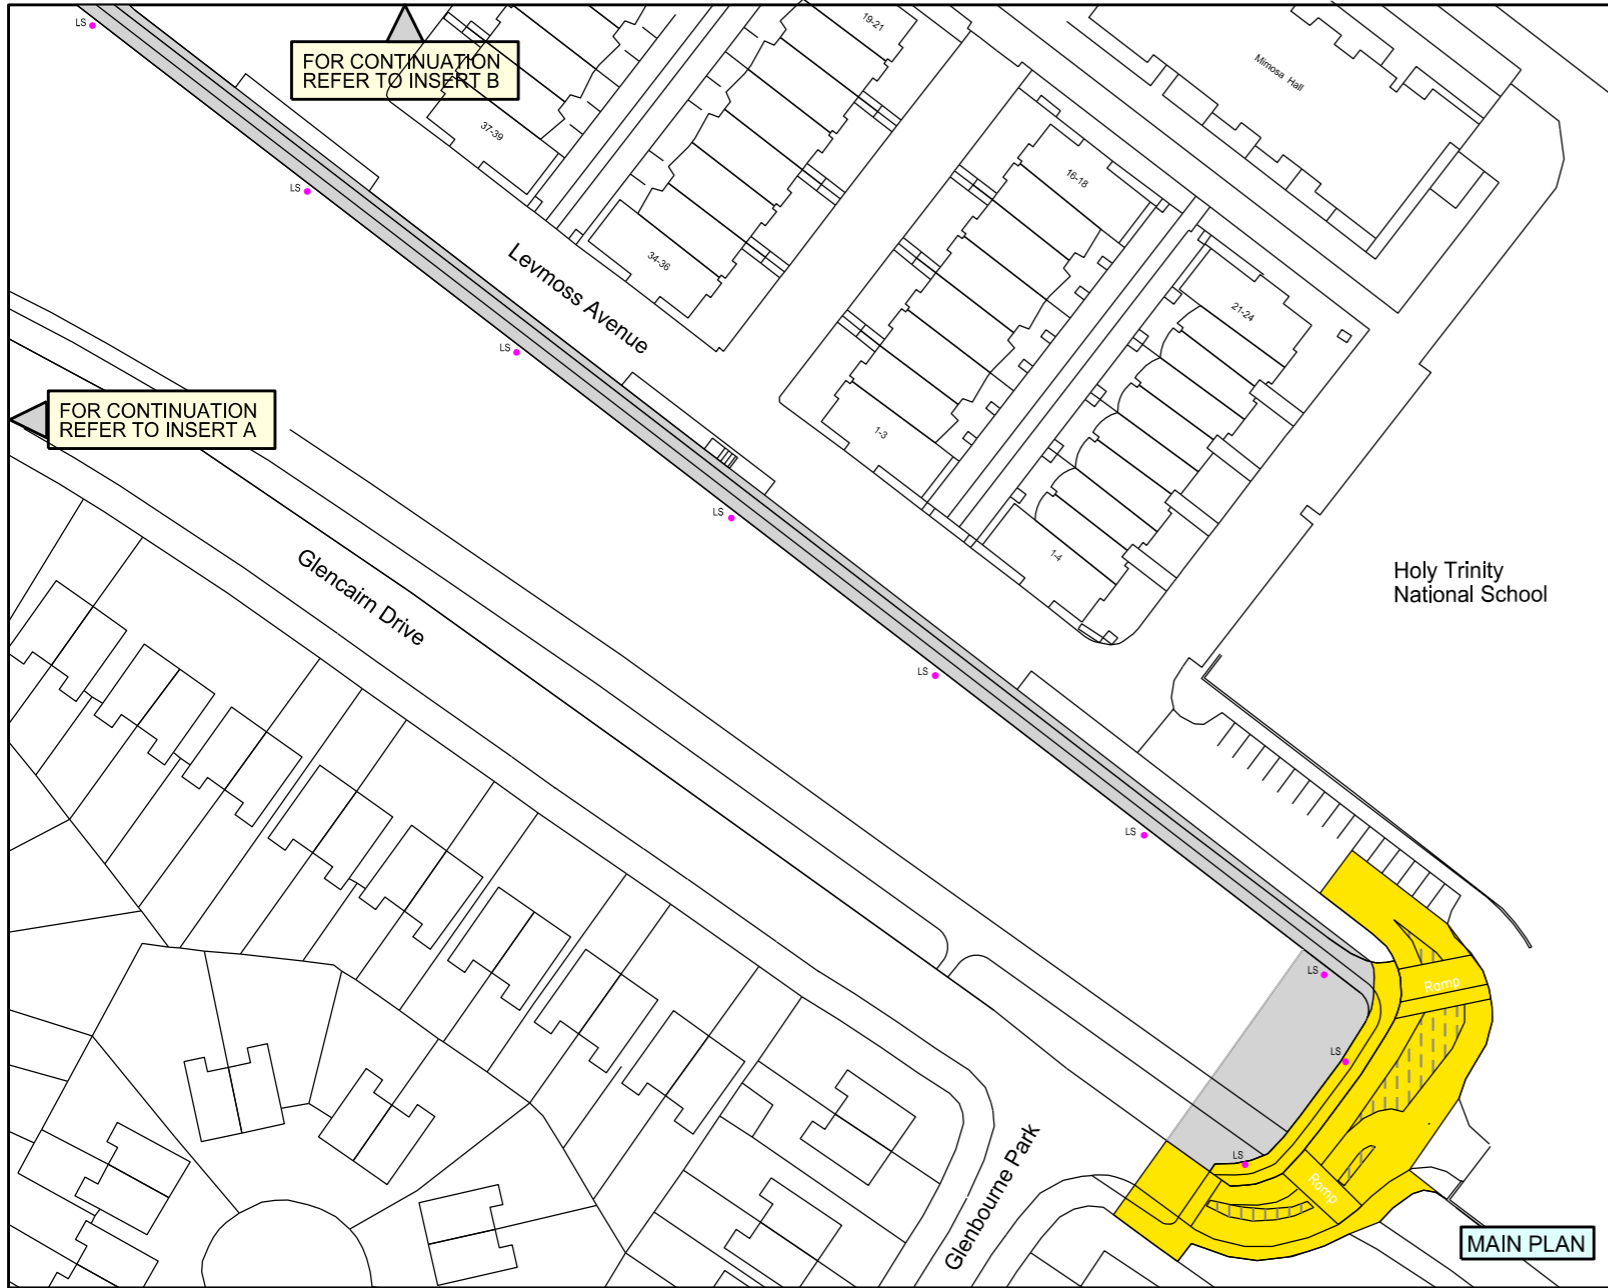 LS
FOR CONTINUATION
REFER TO INSERT B
19-21
Mimosa Hall
37-39
LS
16-18
34-36
Levmoss Avenue
21-24
LS
FOR CONTINUATION
REFER TO INSERT A
1-3
LS
1-4
Glencairn Drive
Holy Trinity
National School
LS
LS
LS
Ramp
LS
LS
Ramp
Glenbourne Park
MAIN PLAN